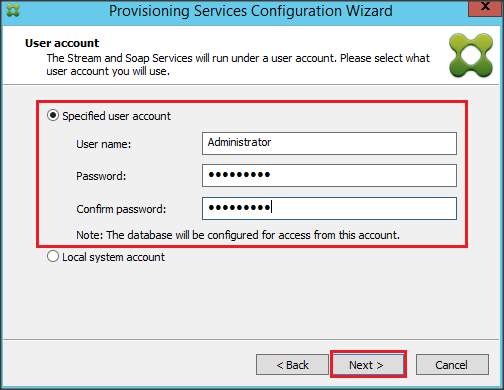 Provisioning Services Configuration Wizard
X
User account
The Stream and Soap Services will run under a user account. Please select what
user account you will use.
Specified user account
User name:
Administrator
Password:
•••••••••
Confirm password:
•••••••••
Note: The database will be configured for access from this account.
Local system account
< Back
Next >
Cancel